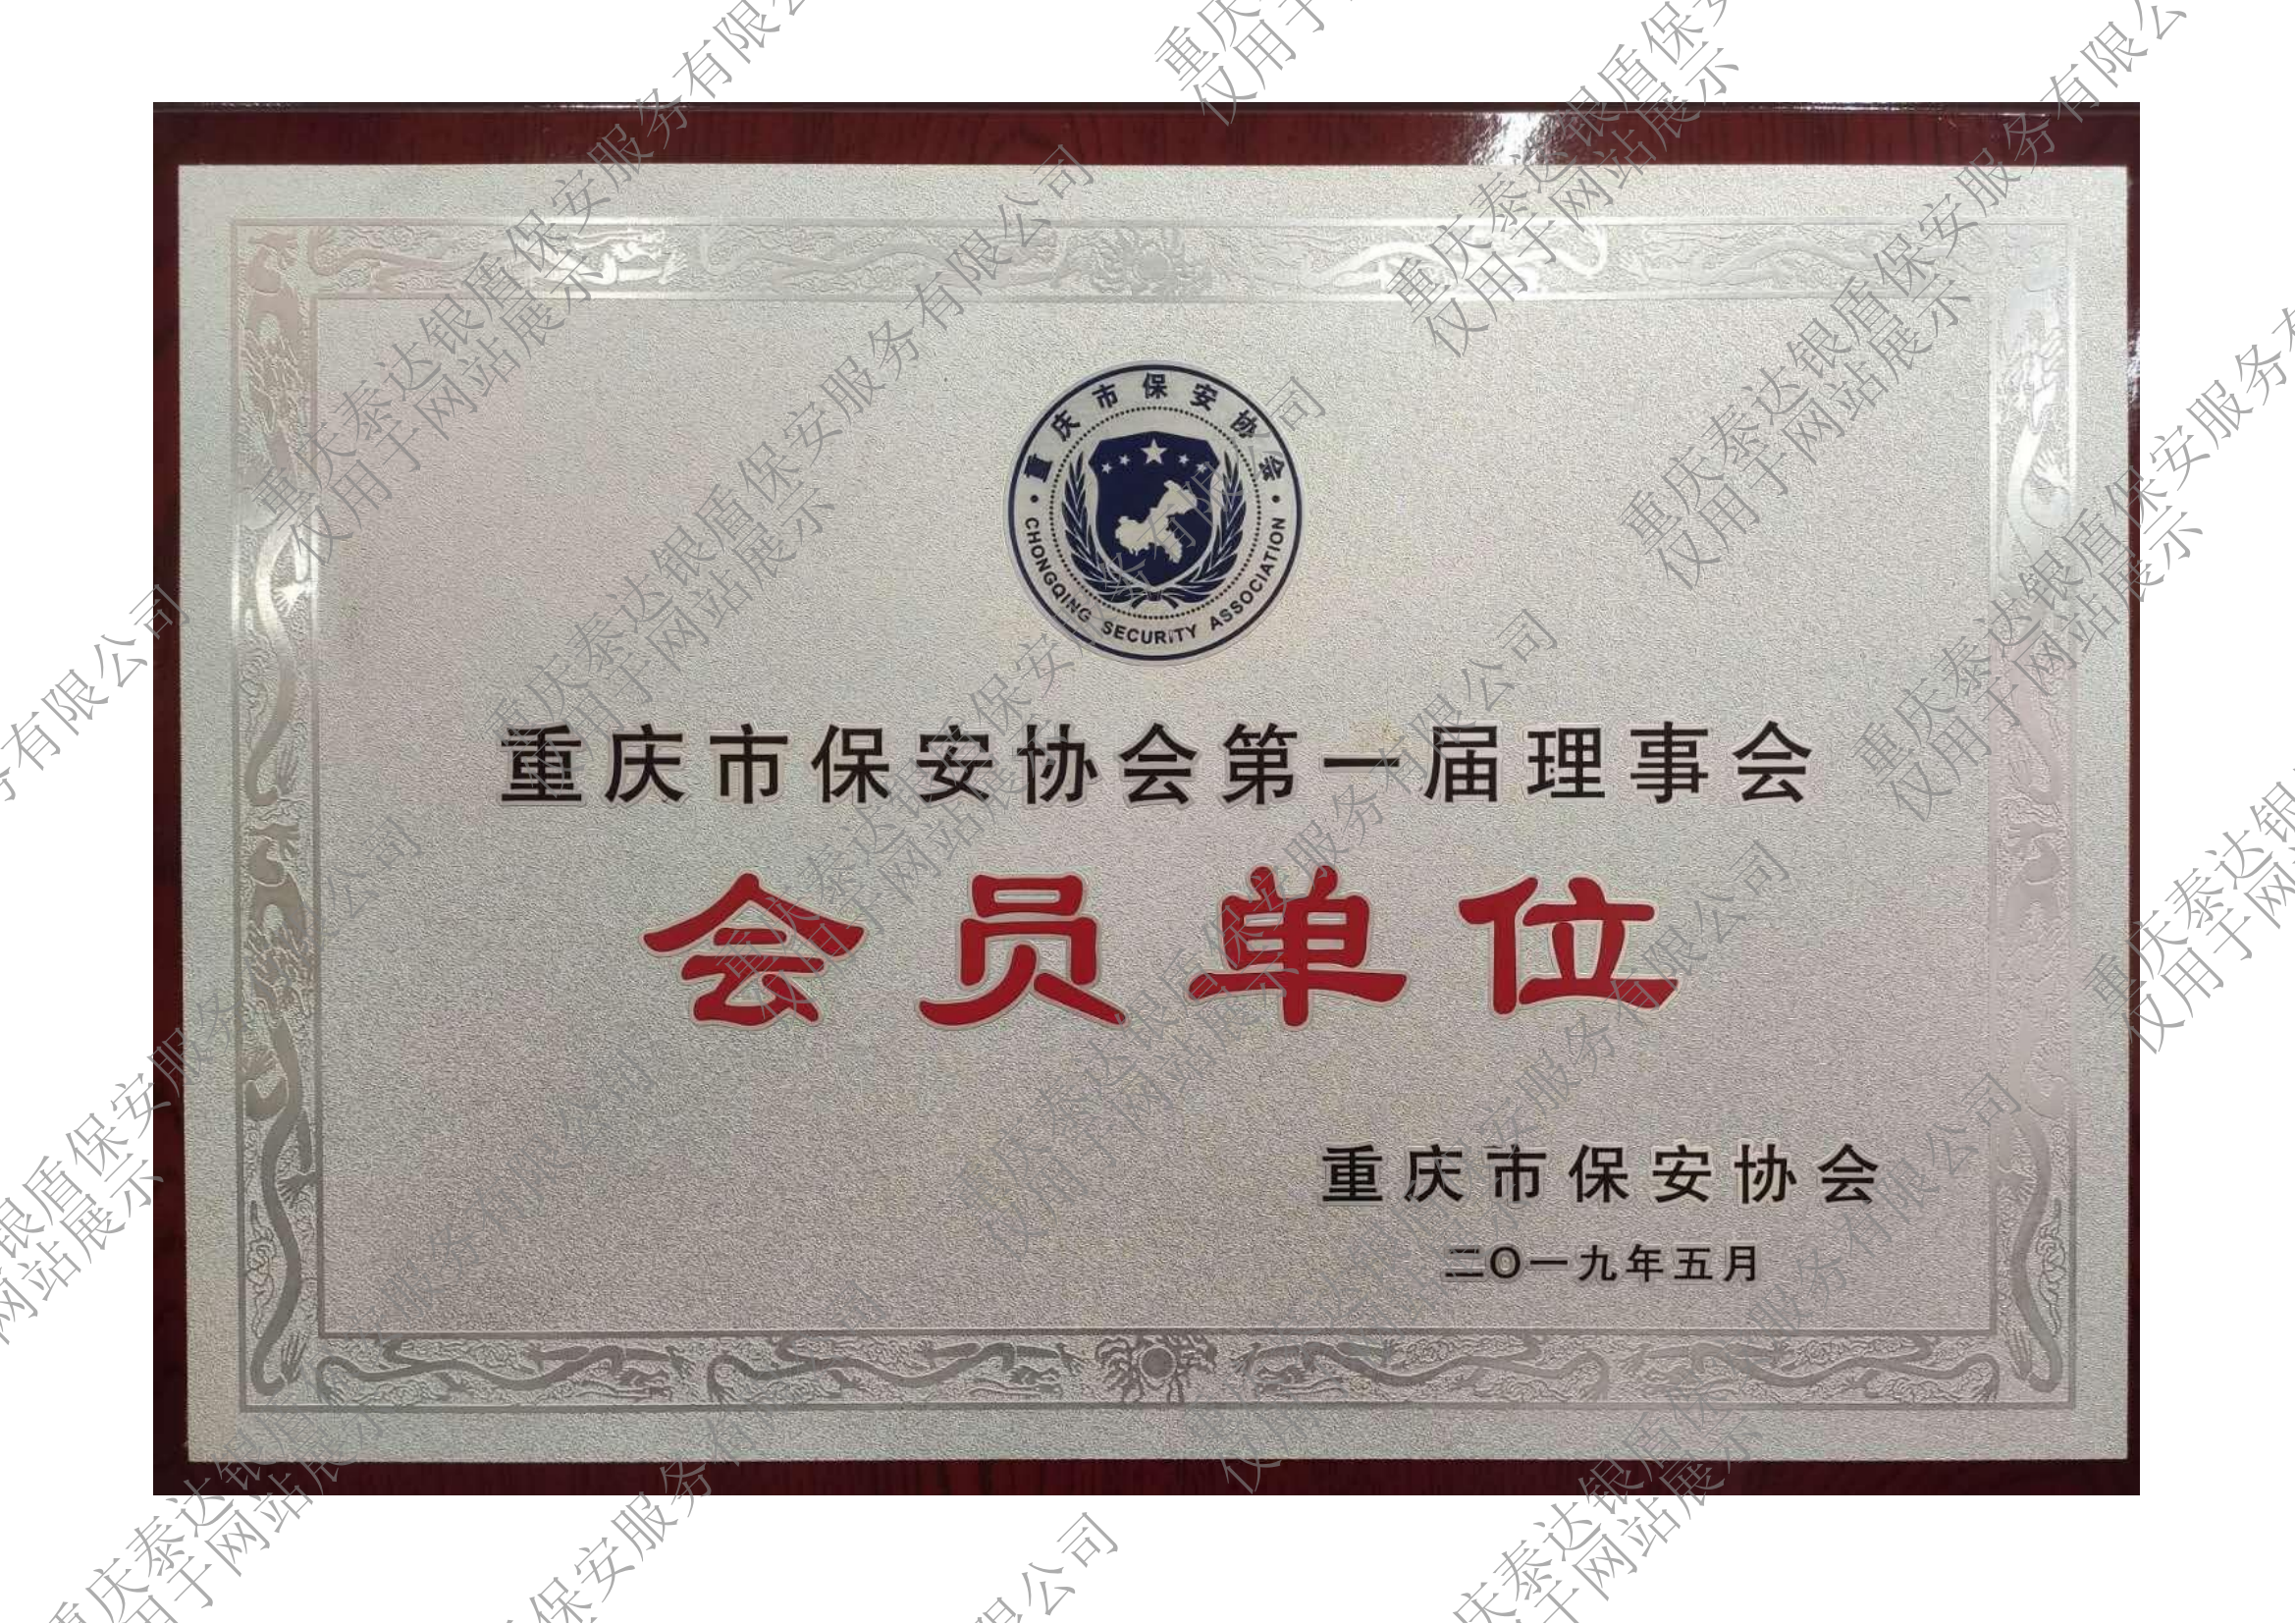 重庆市保安协会
CHONGQING SECURITY ASSOCIATION
重庆市保安协会第一届理事会
会员单位
重庆市保安协会
二〇一九年五月
重庆泰达银盾保安服务有限公司
仅用于网站展示